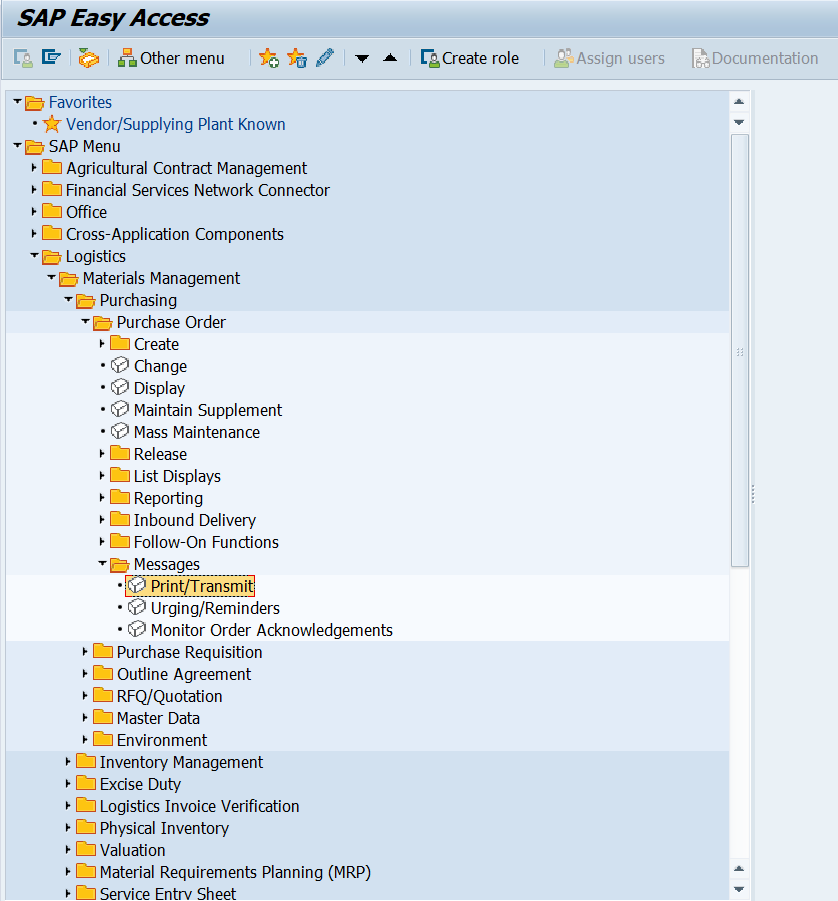 SAP Easy Access
Other menu Create role Assign users Documentation
Favorites
Vendor/Supplying Plant Known
SAP Menu
Agricultural Contract Management
Financial Services Network Connector
Office
Cross-Application Components
Logistics
Materials Management
Purchasing
Purchase Order
Create
Change
Display
Maintain Supplement
Mass Maintenance
Release
List Displays
Reporting
Inbound Delivery
Follow-On Functions
Messages
Print/Transmit
Urging/Reminders
Monitor Order Acknowledgements
Purchase Requisition
Outline Agreement
RFQ/Quotation
Master Data
Environment
Inventory Management
Excise Duty
Logistics Invoice Verification
Physical Inventory
Valuation
Material Requirements Planning (MRP)
Service Entry Sheet